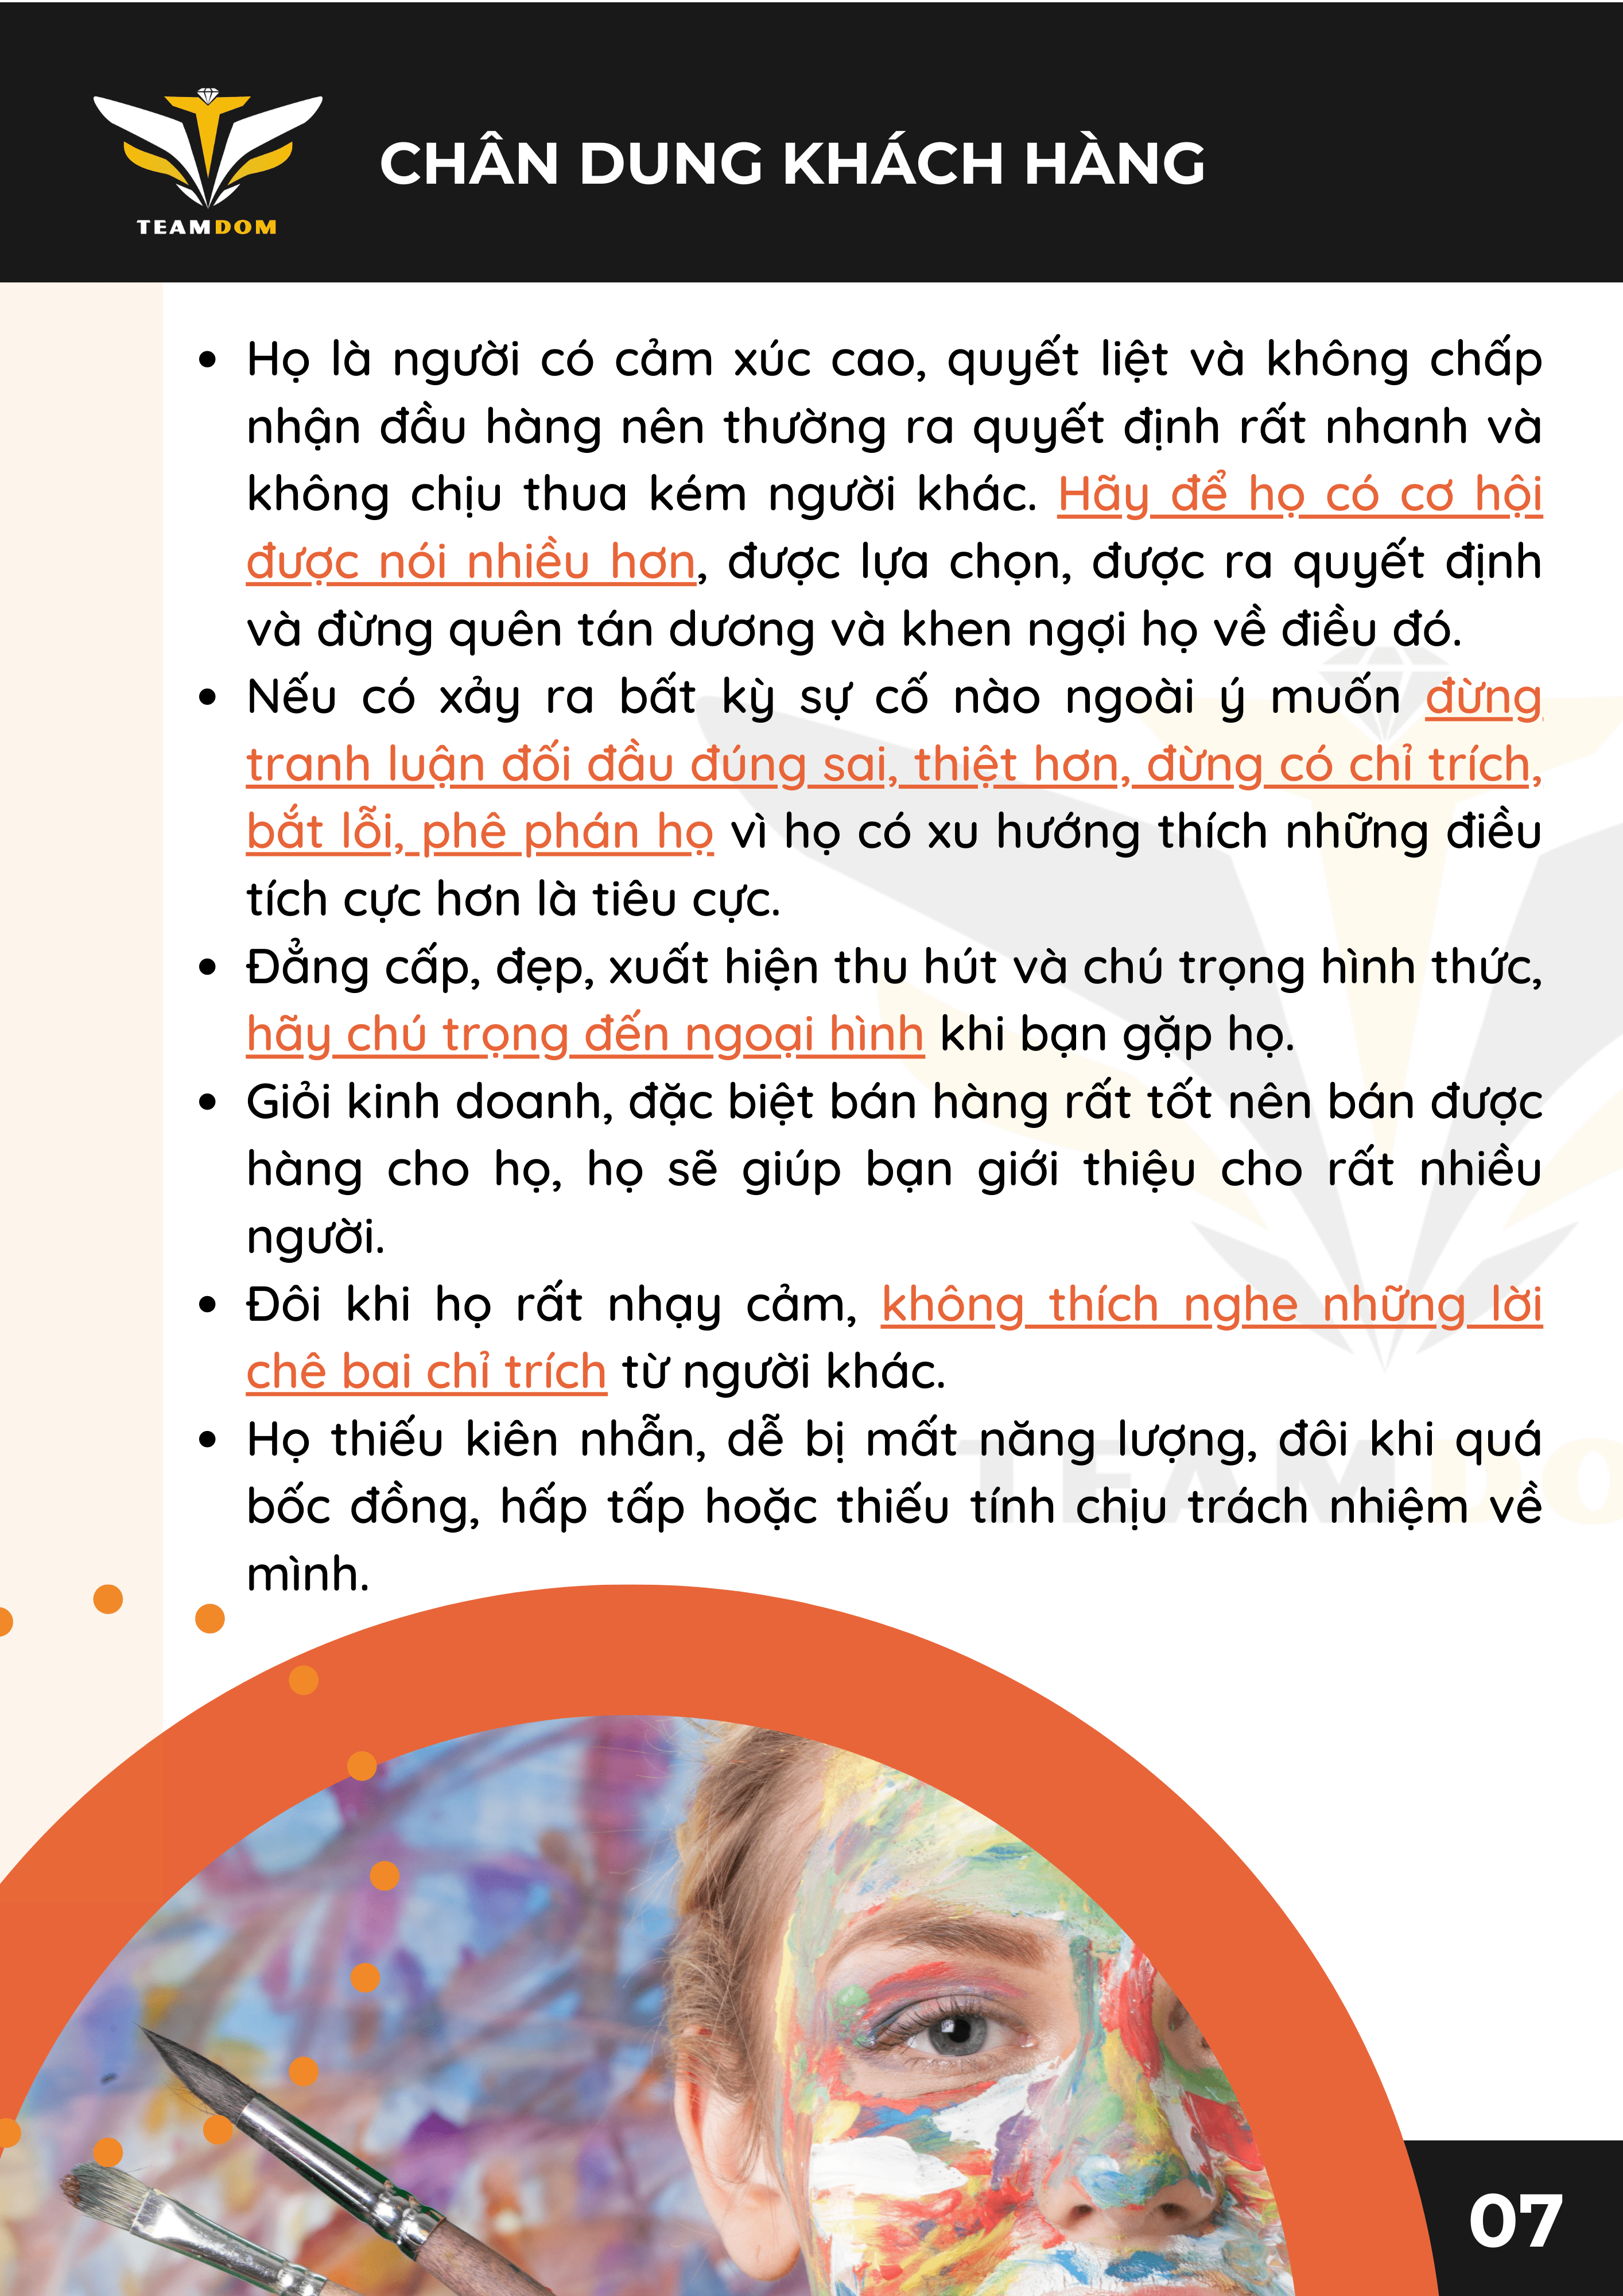 TEAMDOM
CHÂN DUNG KHÁCH HÀNG
• Họ là người có cảm xúc cao, quyết liệt và không chấp
nhận đầu hàng nên thường ra quyết định rất nhanh và
không chịu thua kém người khác. Hãy để họ có cơ hội
được nói nhiều hơn, được lựa chọn, được ra quyết định
và đừng quên tán dương và khen ngợi họ về điều đó.
• Nếu có xảy ra bất kỳ sự cố nào ngoài ý muốn đừng
tranh luận đối đầu đúng sai, thiệt hơn, đừng có chỉ trích,
bắt lỗi, phê phán họ vì họ có xu hướng thích những điều
tích cực hơn là tiêu cực.
• Đẳng cấp, đẹp, xuất hiện thu hút và chú trọng hình thức,
hãy chú trọng đến ngoại hình khi bạn gặp họ.
• Giỏi kinh doanh, đặc biệt bán hàng rất tốt nên bán được
hàng cho họ, họ sẽ giúp bạn giới thiệu cho rất nhiều
người.
• Đôi khi họ rất nhạy cảm, không thích nghe những lời
chê bai chỉ trích từ người khác.
• Họ thiếu kiên nhẫn, dễ bị mất năng lượng, đôi khi quá
bốc đồng, hấp tấp hoặc thiếu tính chịu trách nhiệm về
mình.
TEAMDO
07